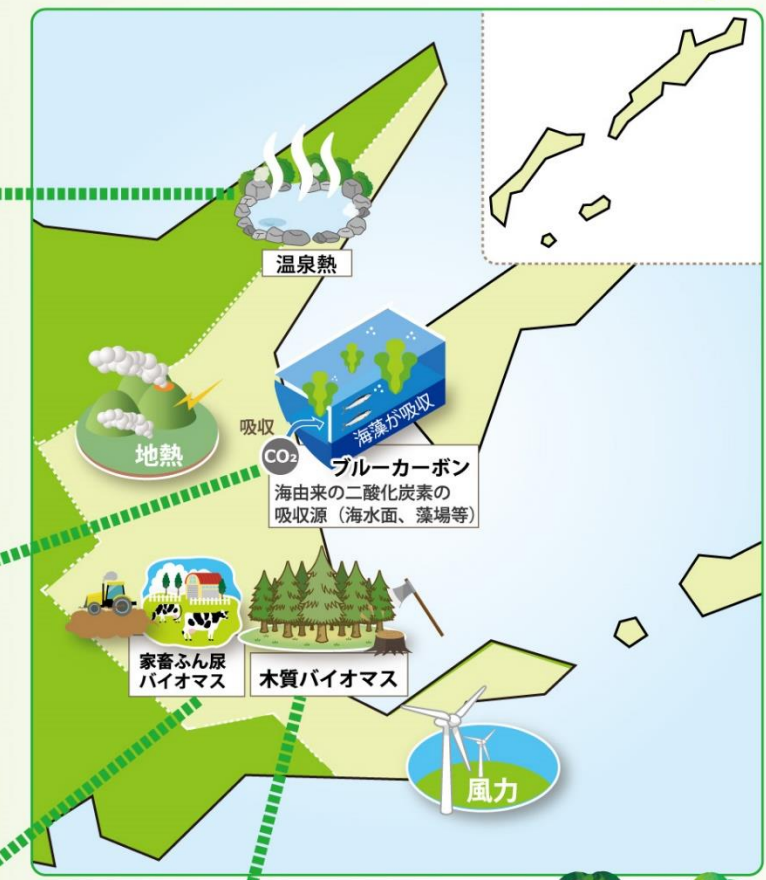 温泉熱
地熱
吸収
CO₂
海藻が吸収
ブルーカーボン
海由来の二酸化炭素の
吸収源（海水面、藻場等）
家畜ふん尿
バイオマス
木質バイオマス
風力